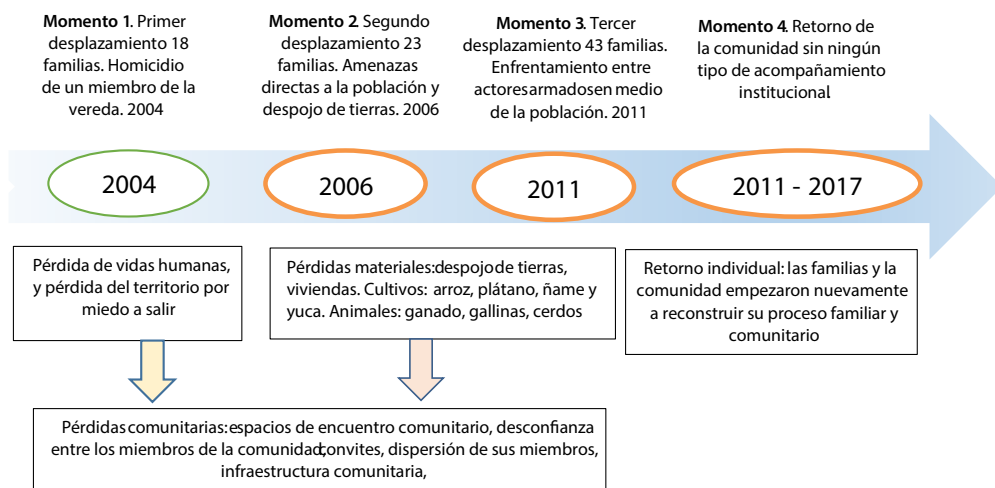 Momento 1. Primer
desplazamiento 18
familias. Homicidio
de un miembro de la
vereda. 2004
Momento 2. Segundo
desplazamiento 23
familias. Amenazas
directas a la población y
despojo de tierras. 2006
Momento 3. Tercer
desplazamiento 43 familias.
Enfrentamiento entre
actoresarmadosen medio
de la población. 2011
Momento 4. Retorno de
la comunidad sin ningún
tipo de acompañamiento
institucional.
2004
2006
2011
2011 - 2017
Pérdida de vidas humanas,
y pérdida del territorio por
miedo a salir
Pérdidas materiales:despojo de tierras,
viviendas. Cultivos: arroz, plátano, ñame y
yuca. Animales: ganado, gallinas, cerdos
Retorno individual: las familias y la
comunidad empezaron nuevamente
a reconstruir su proceso familiar y
comunitario
Pérdidas comunitarias:espacios de encuentro comunitario, desconfianza
entre los miembros de la comunidad,convites, dispersión de sus miembros,
infraestructura comunitaria,